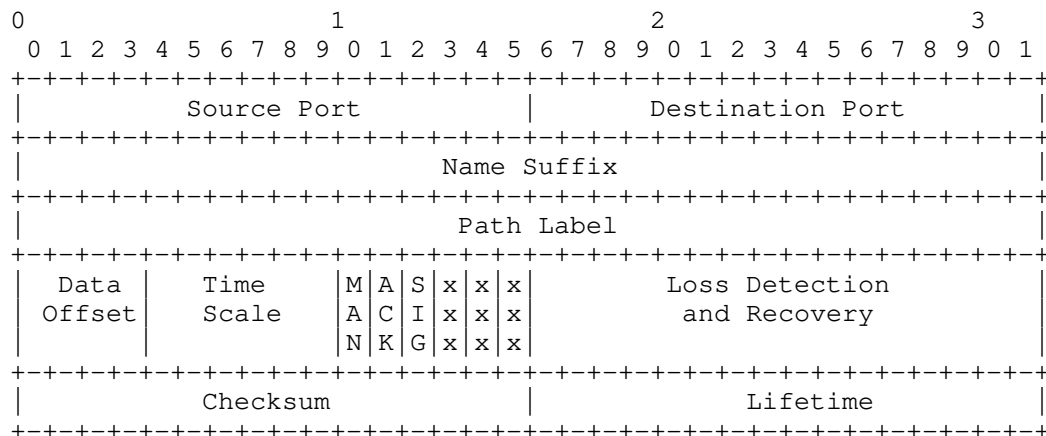 0                   1                   2                   3
 0 1 2 3 4 5 6 7 8 9 0 1 2 3 4 5 6 7 8 9 0 1 2 3 4 5 6 7 8 9 0 1
+-+-+-+-+-+-+-+-+-+-+-+-+-+-+-+-+-+-+-+-+-+-+-+-+-+-+-+-+-+-+-+-+
|          Source Port          |       Destination Port        |
+-+-+-+-+-+-+-+-+-+-+-+-+-+-+-+-+-+-+-+-+-+-+-+-+-+-+-+-+-+-+-+-+
|                          Name Suffix                          |
+-+-+-+-+-+-+-+-+-+-+-+-+-+-+-+-+-+-+-+-+-+-+-+-+-+-+-+-+-+-+-+-+
|                           Path Label                          |
+-+-+-+-+-+-+-+-+-+-+-+-+-+-+-+-+-+-+-+-+-+-+-+-+-+-+-+-+-+-+-+-+
|  Data |   Time    |M|A|S|x|x|x|        Loss Detection         |
| Offset|   Scale   |A|C|I|x|x|x|         and Recovery          |
|       |           |N|K|G|x|x|x|                               |
+-+-+-+-+-+-+-+-+-+-+-+-+-+-+-+-+-+-+-+-+-+-+-+-+-+-+-+-+-+-+-+-+
|           Checksum            |             Lifetime          |
+-+-+-+-+-+-+-+-+-+-+-+-+-+-+-+-+-+-+-+-+-+-+-+-+-+-+-+-+-+-+-+-+